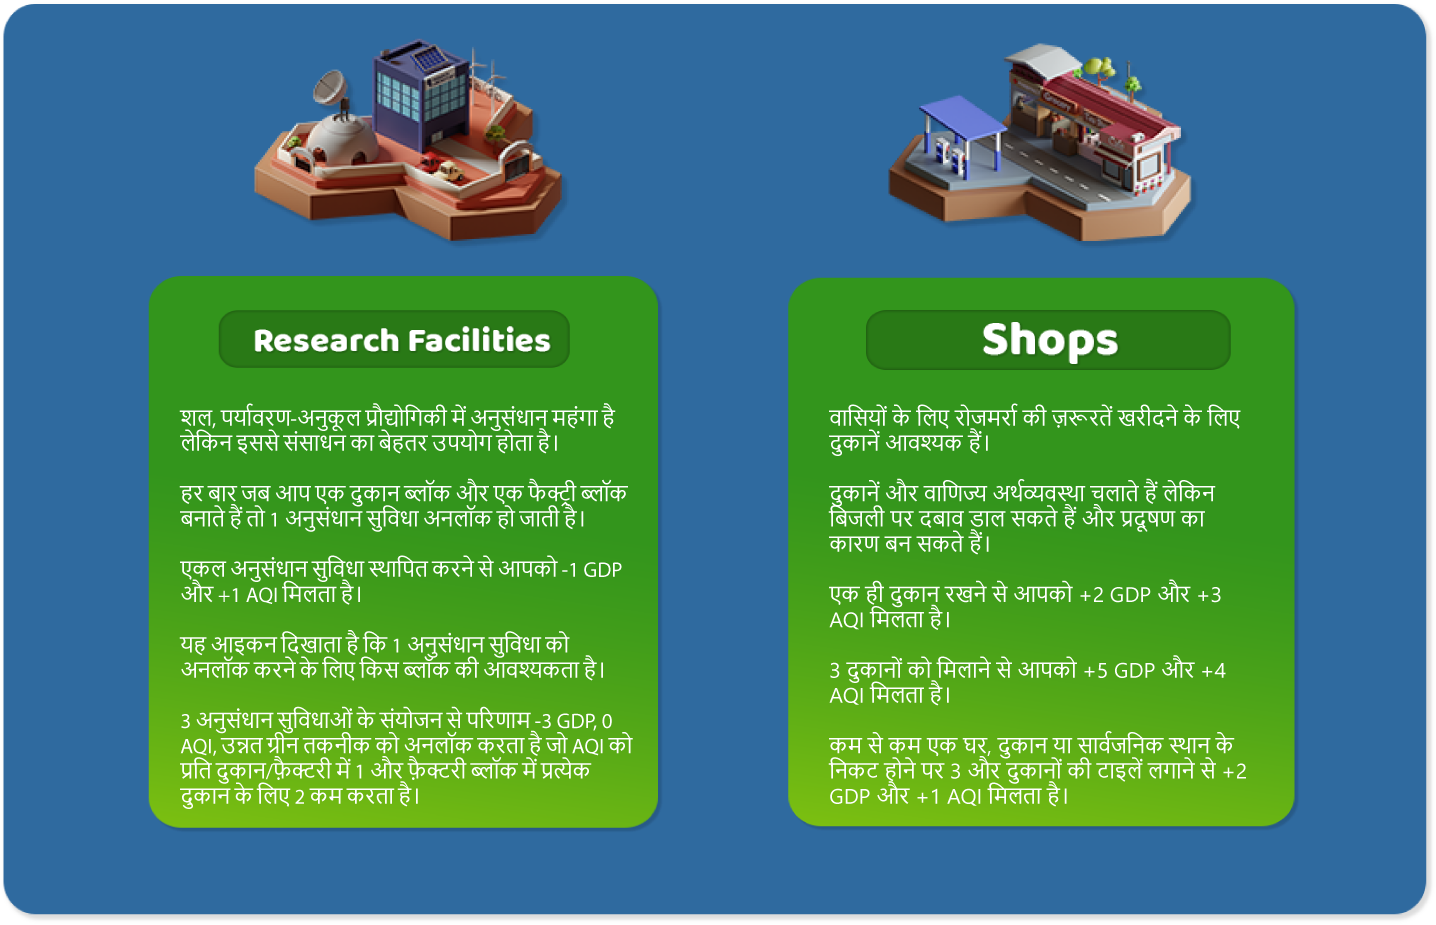 Grocery
Research Facilities
शल, पर्यावरण-अनुकूल प्रौद्योगिकी में अनुसंधान महंगा है
लेकिन इससे संसाधन का बेहतर उपयोग होता है।
हर बार जब आप एक दुकान ब्लॉक और एक फैक्ट्री ब्लॉक
बनाते हैं तो 1 अनुसंधान सुविधा अनलॉक हो जाती है।
एकल अनुसंधान सुविधा स्थापित करने से आपको -1 GDP
और +1 AQI मिलता है।
यह आइकन दिखाता है कि 1 अनुसंधान सुविधा को
अनलॉक करने के लिए किस ब्लॉक की आवश्यकता है।
3 अनुसंधान सुविधाओं के संयोजन से परिणाम -3 GDP, 0
AQI, उन्नत ग्रीन तकनीक को अनलॉक करता है जो AQI को
प्रति दुकान/फ़ैक्टरी में 1 और फ़ैक्टरी ब्लॉक में प्रत्येक
दुकान के लिए 2 कम करता है।
Shops
वासियों के लिए रोजमर्रा की ज़रूरतें खरीदने के लिए
दुकानें आवश्यक हैं।
दुकानें और वाणिज्य अर्थव्यवस्था चलाते हैं लेकिन
बिजली पर दबाव डाल सकते हैं और प्रदूषण का
कारण बन सकते हैं।
एक ही दुकान रखने से आपको +2 GDP और +3
AQI मिलता है।
3 दुकानों को मिलाने से आपको +5 GDP और +4
AQI मिलता है।
कम से कम एक घर, दुकान या सार्वजनिक स्थान के
निकट होने पर 3 और दुकानों की टाइलें लगाने से +2
GDP और +1 AQI मिलता है।